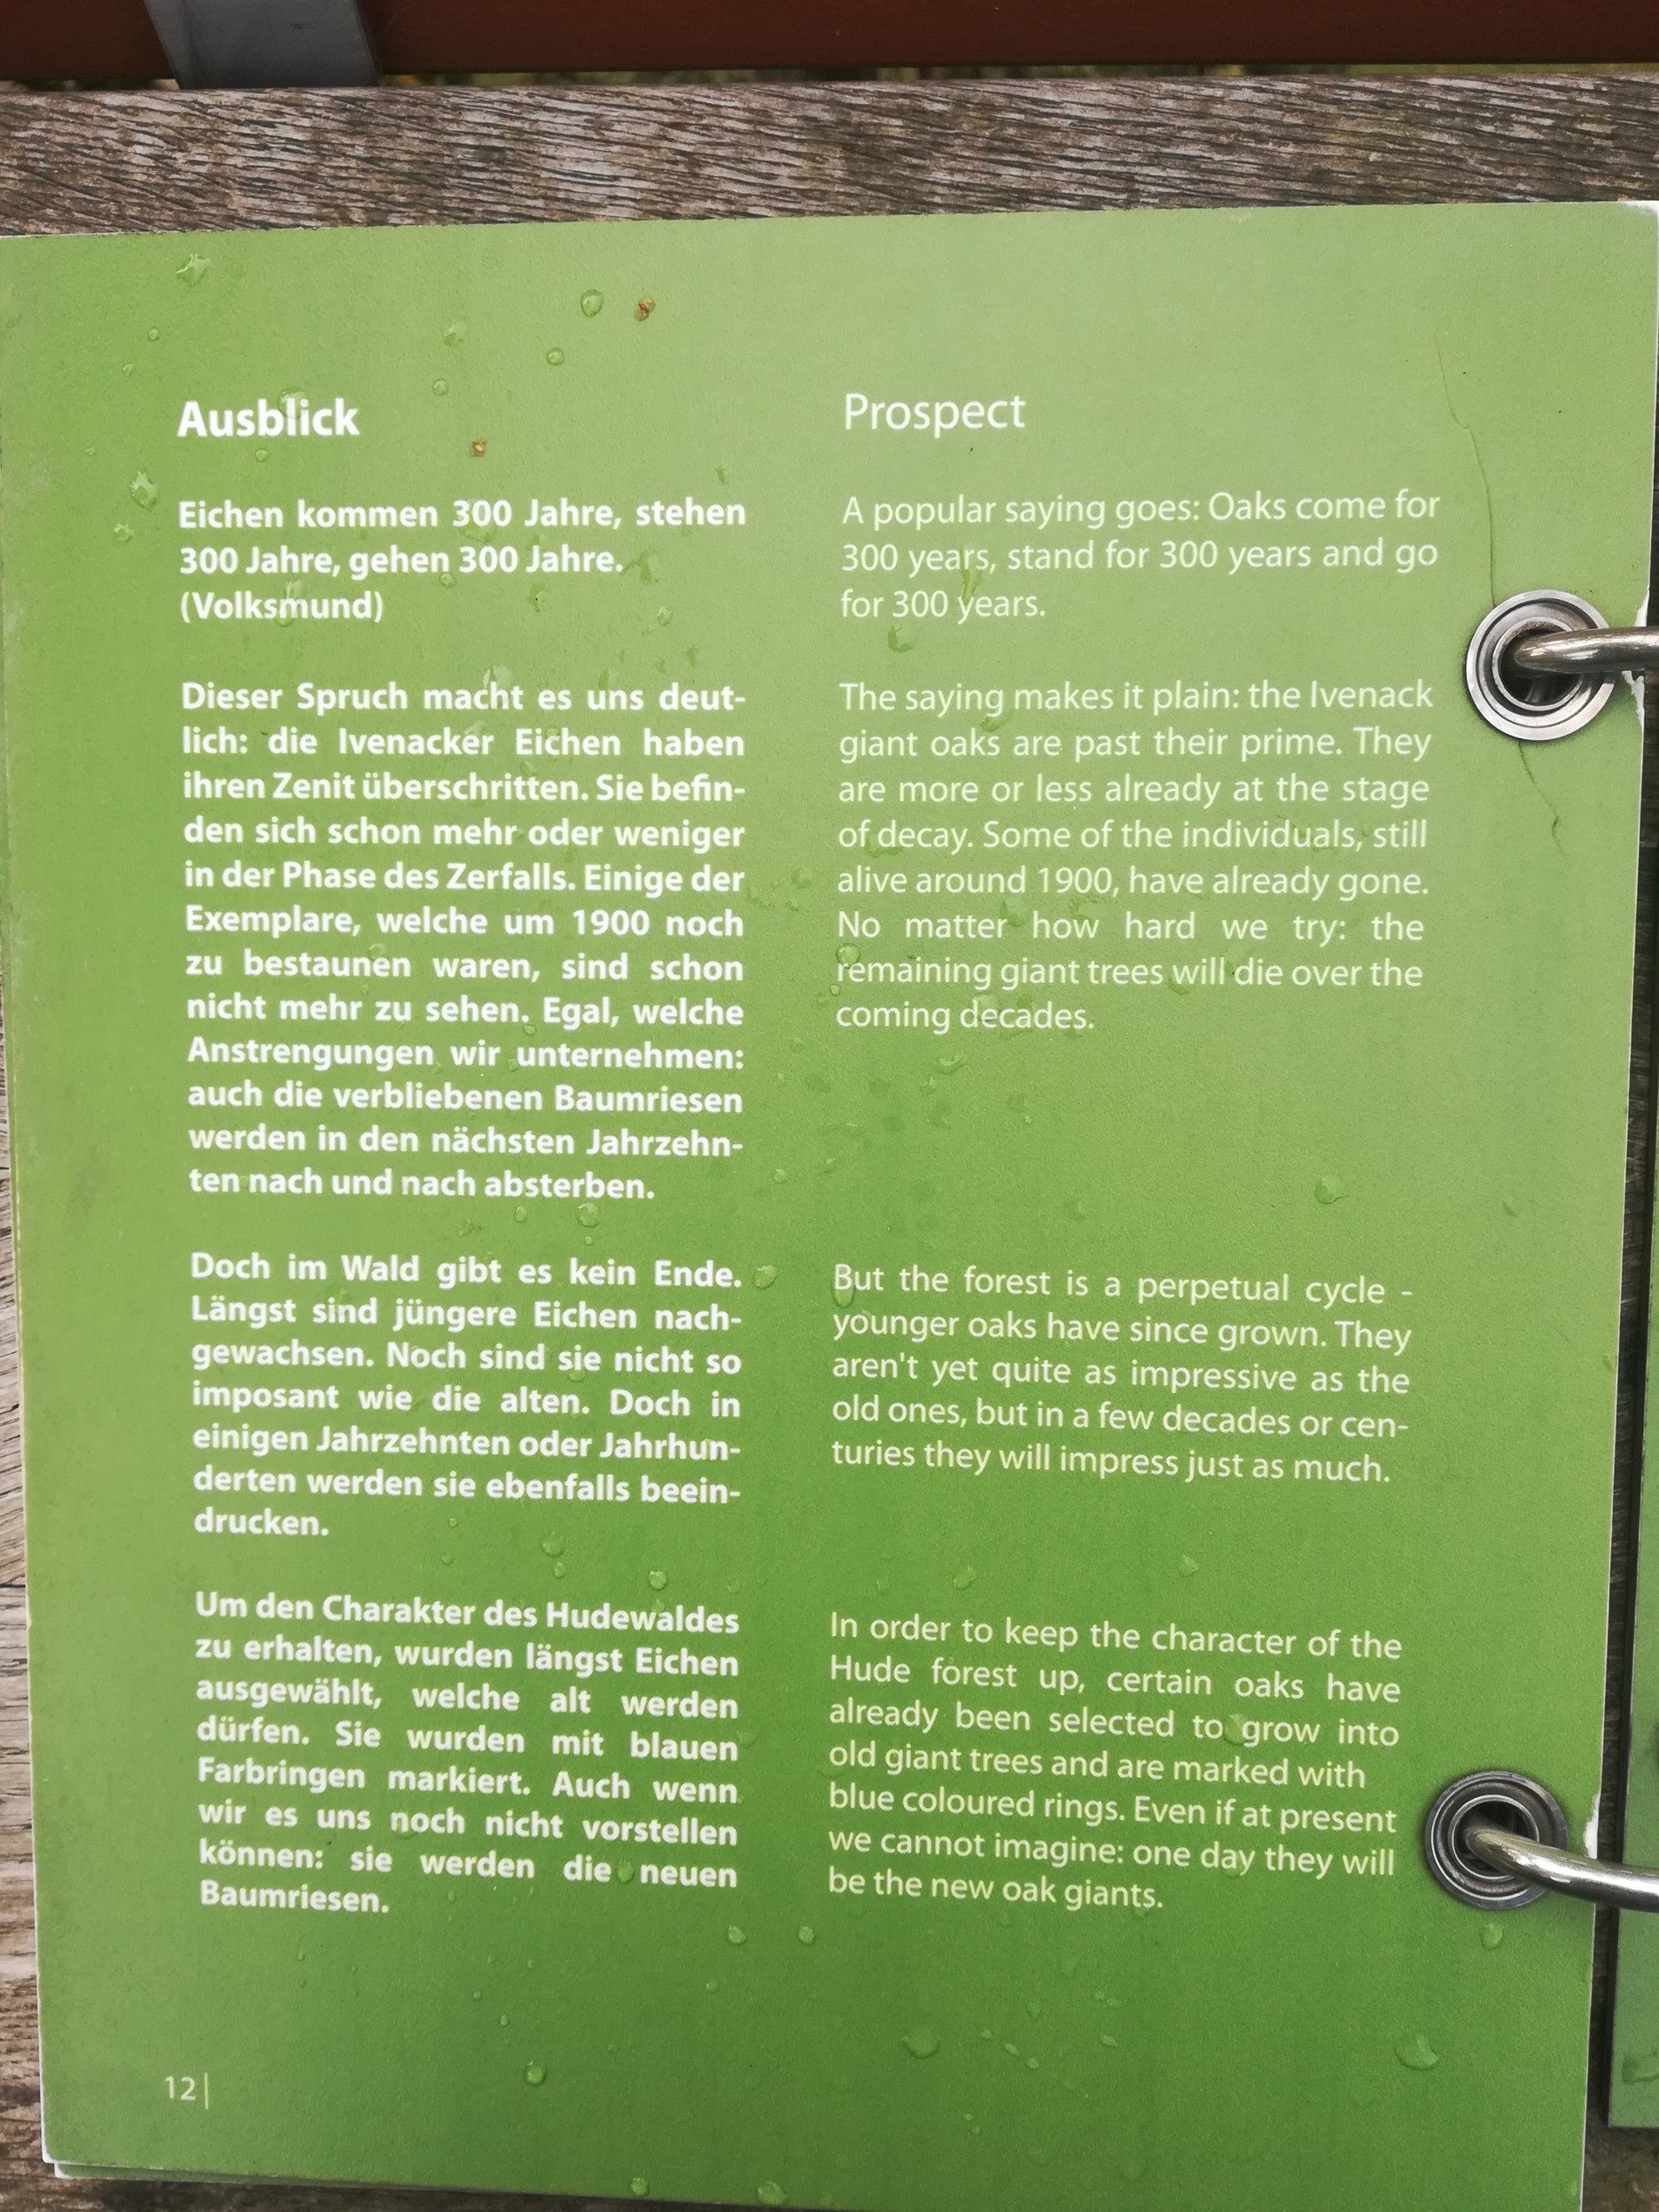 Ausblick
Eichen kommen 300 Jahre, stehen
300 Jahre, gehen 300 Jahre.
(Volksmund)
Dieser Spruch macht es uns deut-
lich: die Ivenacker Eichen haben
ihren Zenit überschritten. Sie befin-
den sich schon mehr oder weniger
in der Phase des Zerfalls. Einige der
Exemplare, welche um 1900 noch
zu bestaunen waren, sind schon
nicht mehr zu sehen. Egal, welche
Anstrengungen wir unternehmen:
auch die verbliebenen Baumriesen
werden in den nächsten Jahrzehn-
ten nach und nach absterben.
Doch im Wald gibt es kein Ende.
Längst sind jüngere Eichen nach-
gewachsen. Noch sind sie nicht so
imposant wie die alten. Doch in
einigen Jahrzehnten oder Jahrhun-
derten werden sie ebenfalls beein-
drucken.
Um den Charakter des Hudewaldes
zu erhalten, wurden längst Eichen
ausgewählt, welche alt werden
dürfen. Sie wurden mit blauen
Farbringen markiert. Auch wenn
wir es uns noch nicht vorstellen
können: sie werden die neuen
Baumriesen.
Prospect
A popular saying goes: Oaks come for
300 years, stand for 300 years and go
for 300 years.
The saying makes it plain: the Ivenack
giant oaks are past their prime. They
are more or less already at the stage
of decay. Some of the individuals, still
alive around 1900, have already gone.
No matter how hard we try: the
remaining giant trees will die over the
coming decades.
But the forest is a perpetual cycle -
younger oaks have since grown. They
aren't yet quite as impressive as the
old ones, but in a few decades or cen-
turies they will impress just as much.
In order to keep the character of the
Hude forest up, certain oaks have
already been selected to grow into
old giant trees and are marked with
blue coloured rings. Even if at present
we cannot imagine: one day they will
be the new oak giants.
12|